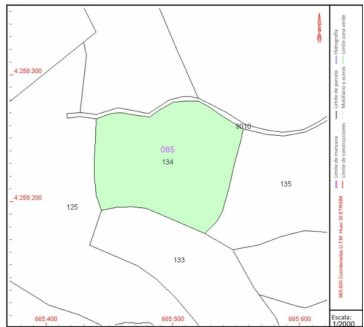 4.298.300
9010
065
134
135
4.298.200
125
133
665.400 665.500 665.600
Límite de manzana
Límite de parcela
Hidrografía
665.600 Coordenadas U.T.M. Huso 30 ETRS89
Límite de construcciones
Mobiliario y aceras
Límite zona verde
Escala:
1/2000